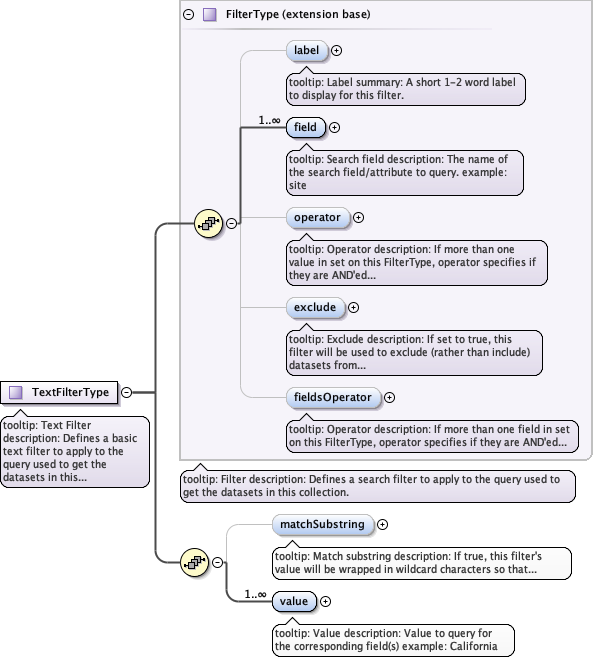 FilterType (extension base)
label
tooltip: Label summary: A short 1-2 word label
to display for this filter.
1..∞
field
tooltip: Search field description: The name of
the search field/attribute to query. example:
site
operator
tooltip: Operator description: If more than one
value in set on this FilterType, operator specifies if
they are AND'ed...
exclude
tooltip: Exclude description: If set to true, this
filter will be used to exclude (rather than include)
datasets from...
fieldsOperator
tooltip: Operator description: If more than one field in set
on this FilterType, operator specifies if they are AND'ed...
TextFilterType
tooltip: Text Filter
description: Defines a basic
text filter to apply to the
query used to get the
datasets in this...
tooltip: Filter description: Defines a search filter to apply to the query used to
get the datasets in this collection.
matchSubstring
tooltip: Match substring description: If true, this filter's
value will be wrapped in wildcard characters so that...
1..∞
value
tooltip: Value description: Value to query for
the corresponding field(s) example: California